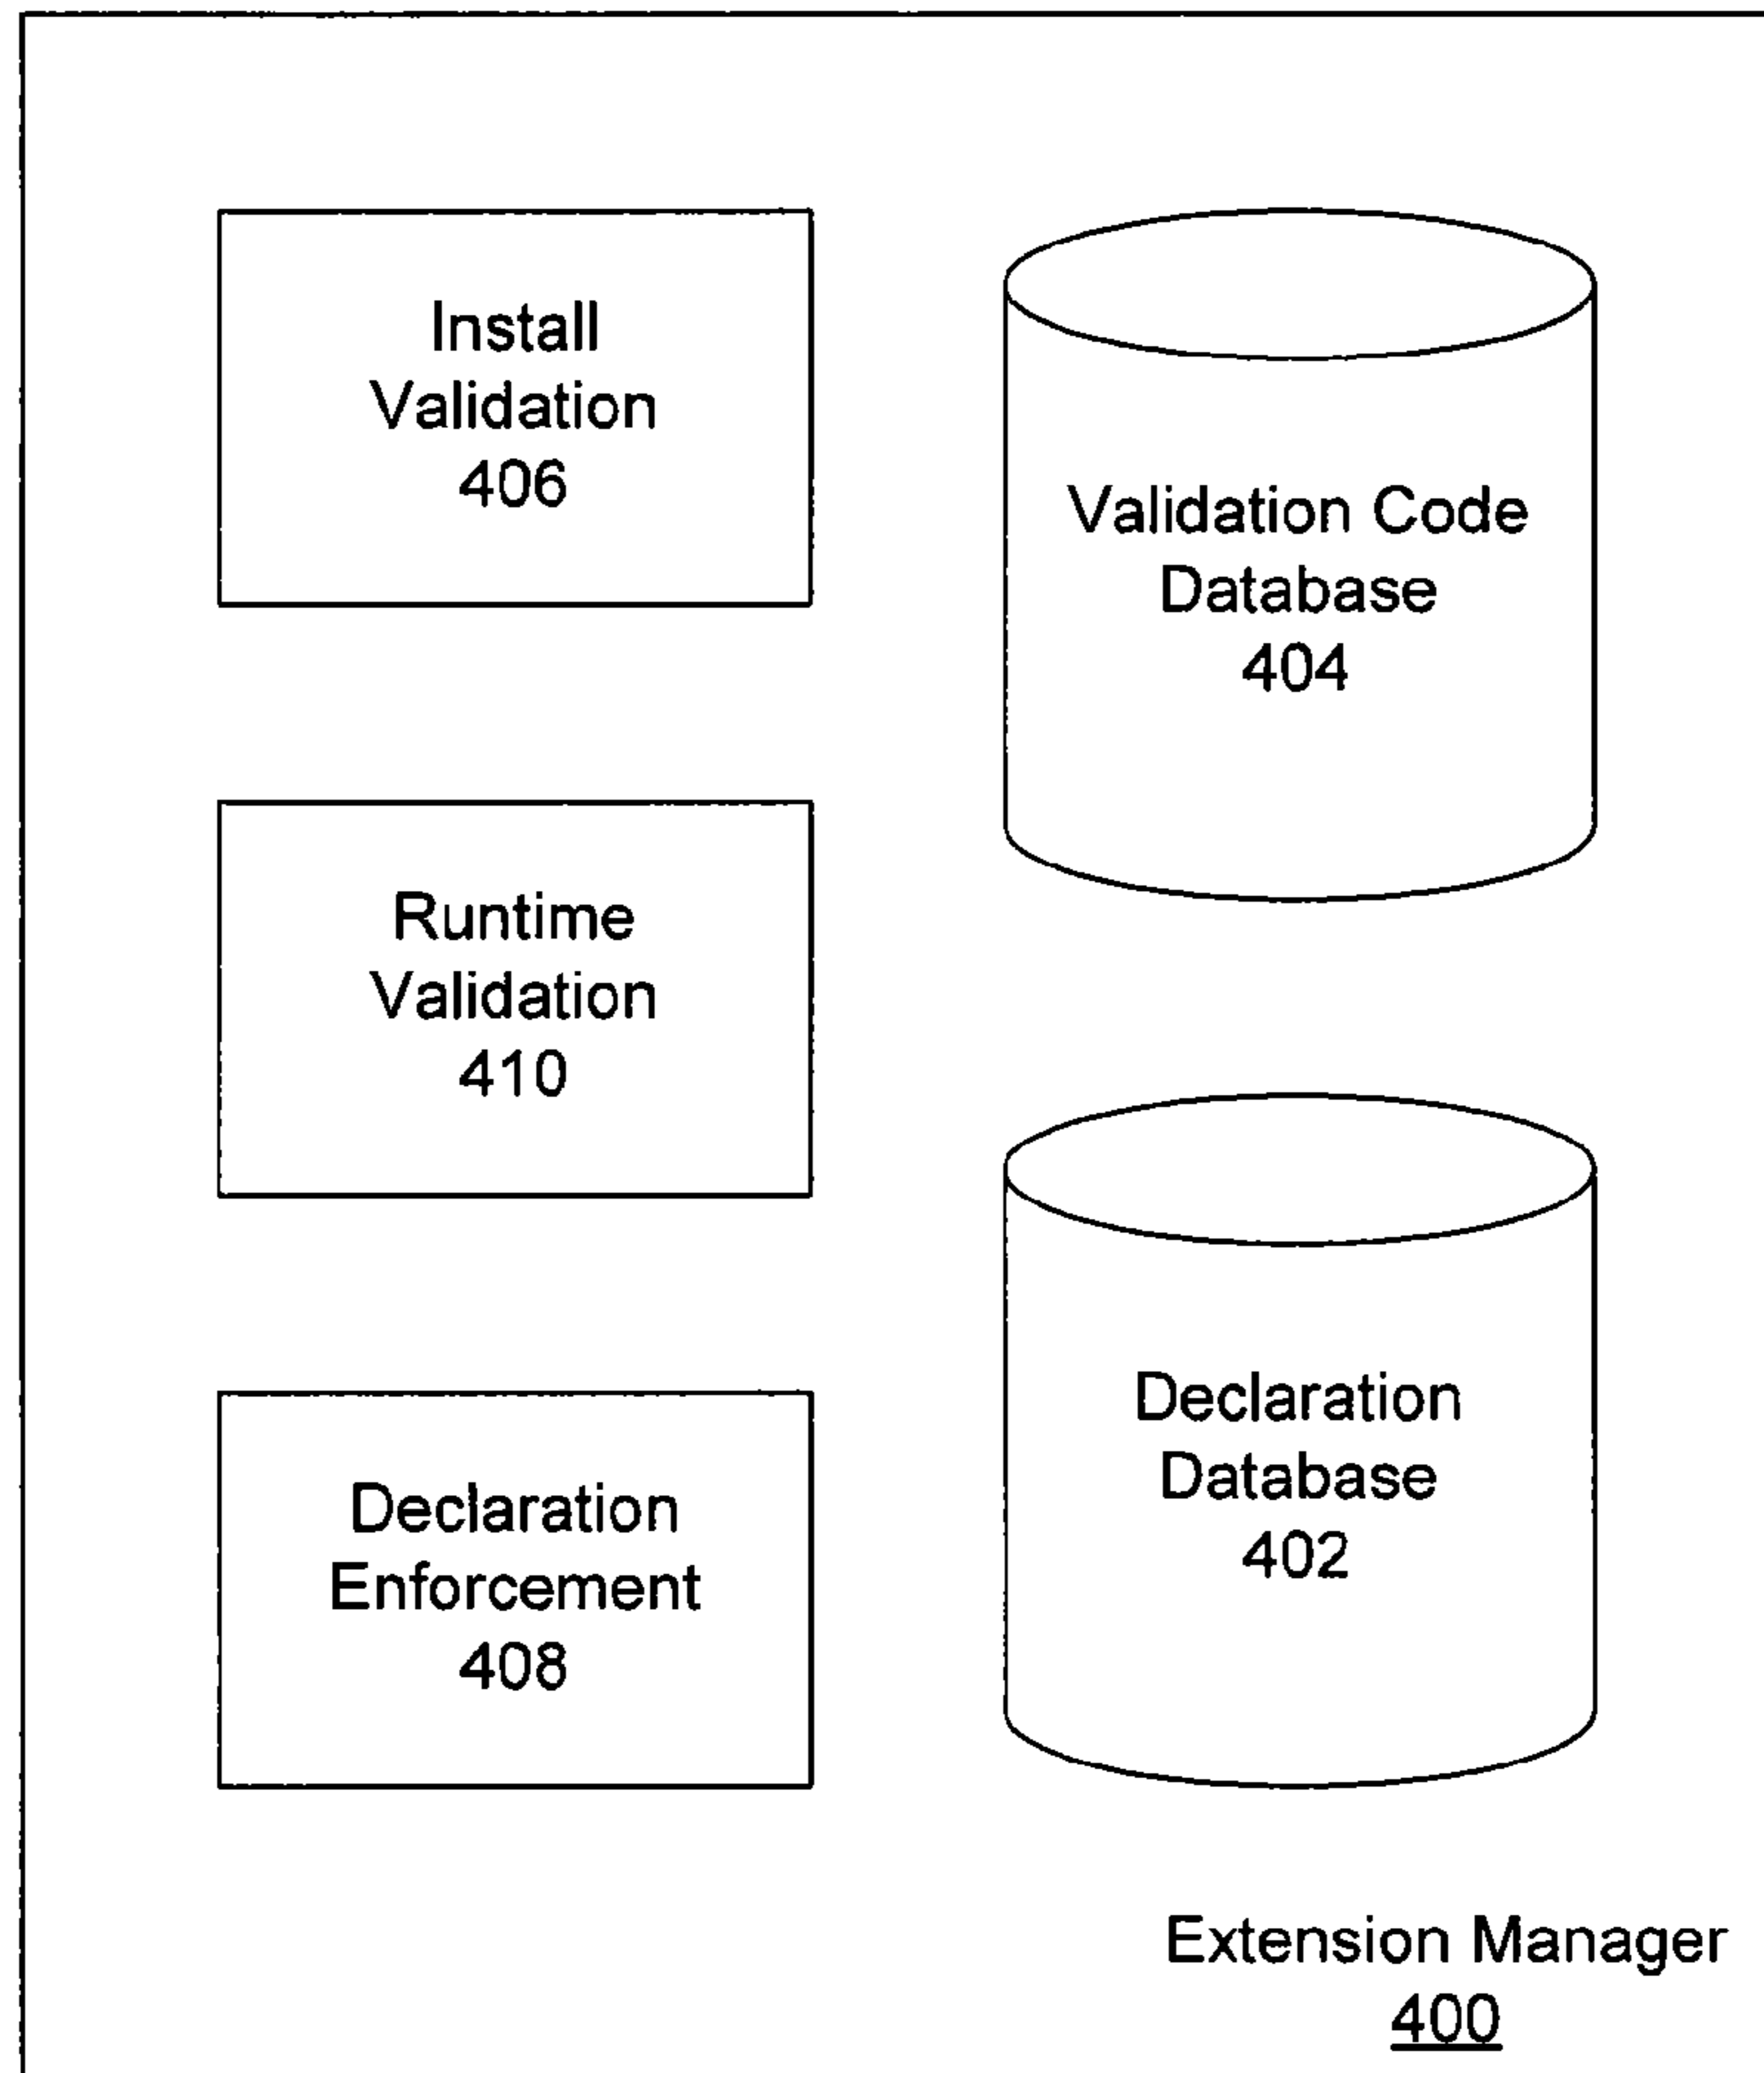 Install
Validation
406
Validation Code
Database
404
Runtime
Validation
410
Declaration
Database
402
Declaration
Enforcement
408
Extension Manager
400